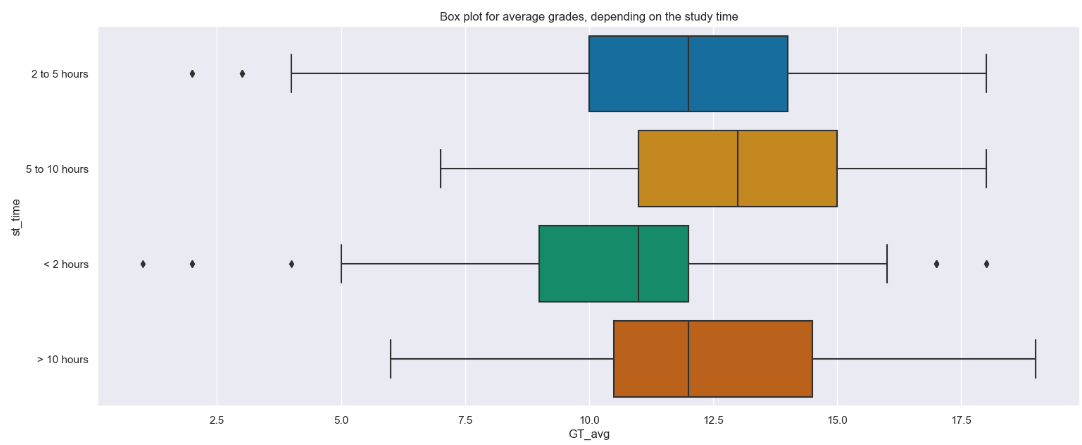 Box plot for average grades, depending on the study time
2 to 5 hours
5 to 10 hours
< 2 hours
> 10 hours
st_time
2.5 5.0 7.5 10.0 12.5 15.0 17.5
GT_avg